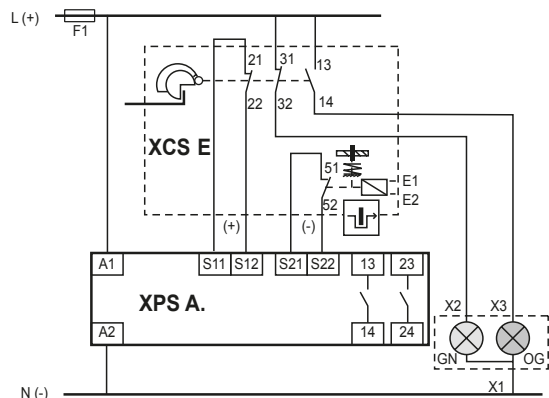 L (+)
F1
21 31 13
22 32 14
XCS E
51
E1
52
E2
(+) (-)
A1 S11 S12 S21 S22 13 23
XPS A.
X2 X3
A2 14 24
GN OG
N (-)
X1